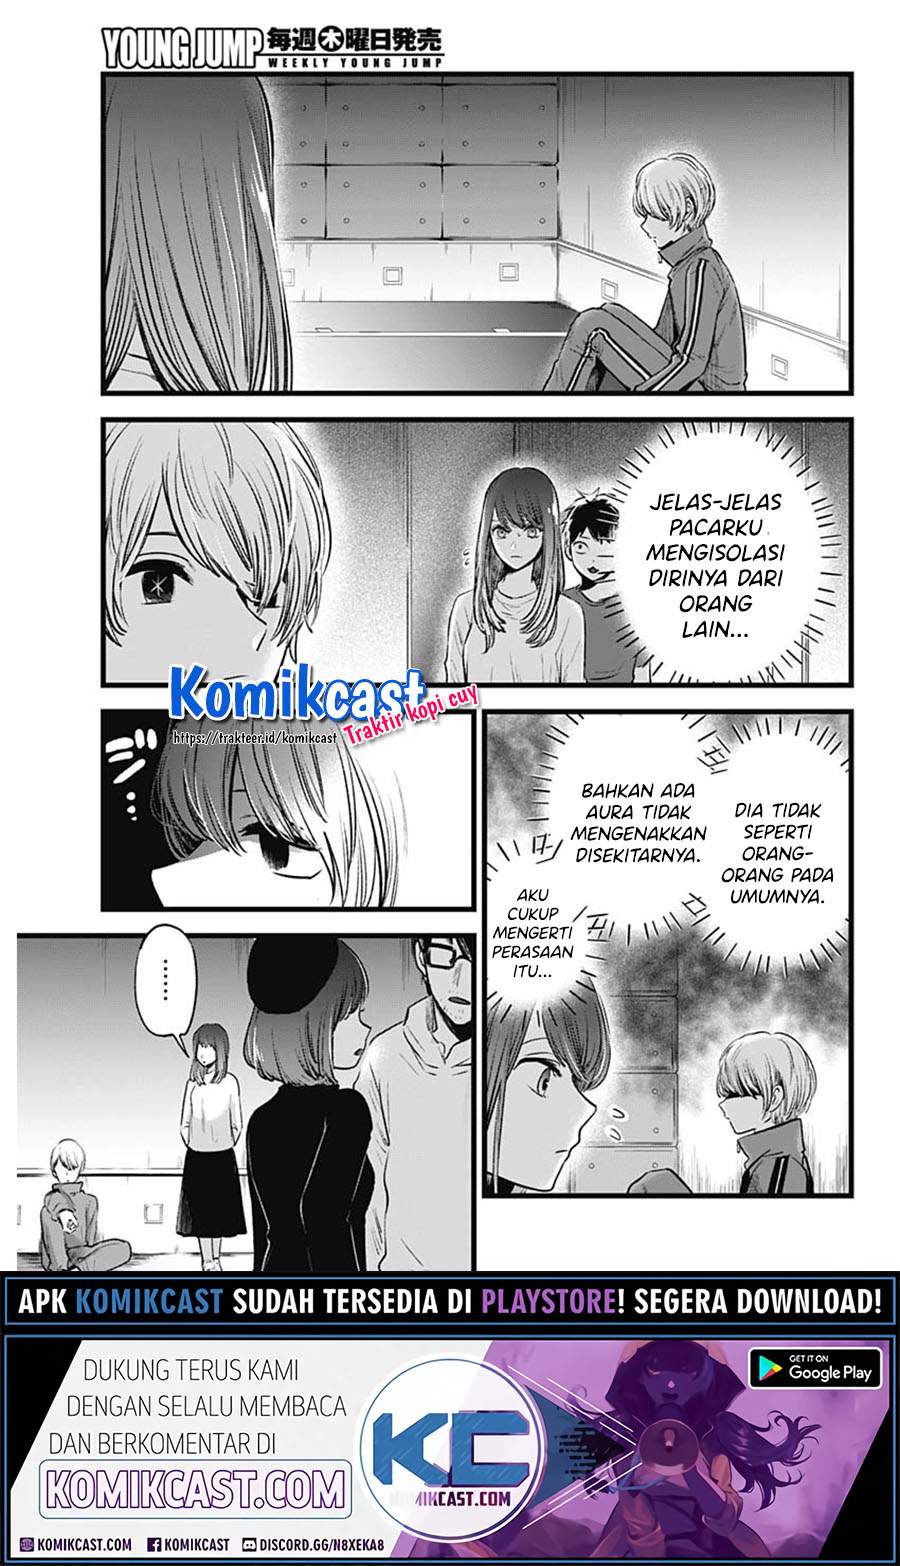 YOUNG JUMP 毎週木曜日発売
WEEKLY YOUNG JUMP
JELAS-JELAS
PACARKU
MENGISOLASI
DIRINYA DARI
ORANG
LAIN...
Komikcast
https://trakteer.id/komikcast
Traktir kopi cuy
DIA TIDAK
SEPERTI
ORANG-
ORANG PADA
UMUMNYA.
BAHKAN ADA
AURA TIDAK
MENGENAKKAN
DISEKITARNYA.
AKU
CUKUP
MENGERTI
PERASAAN
ITU...
APK KOMIKCAST SUDAH TERSEDIA DI PLAYSTORE! SEGERA DOWNLOAD!
DUKUNG TERUS KAMI
DENGAN SELALU MEMBACA
DAN BERKOMENTAR DI
KOMIKCAST.COM
KOMIKCAST.COM
KOMIKCAST
DISCORD.GG/N8XEKA8
KC
KOMIKCAST.COM
GET IT ON
Google Play